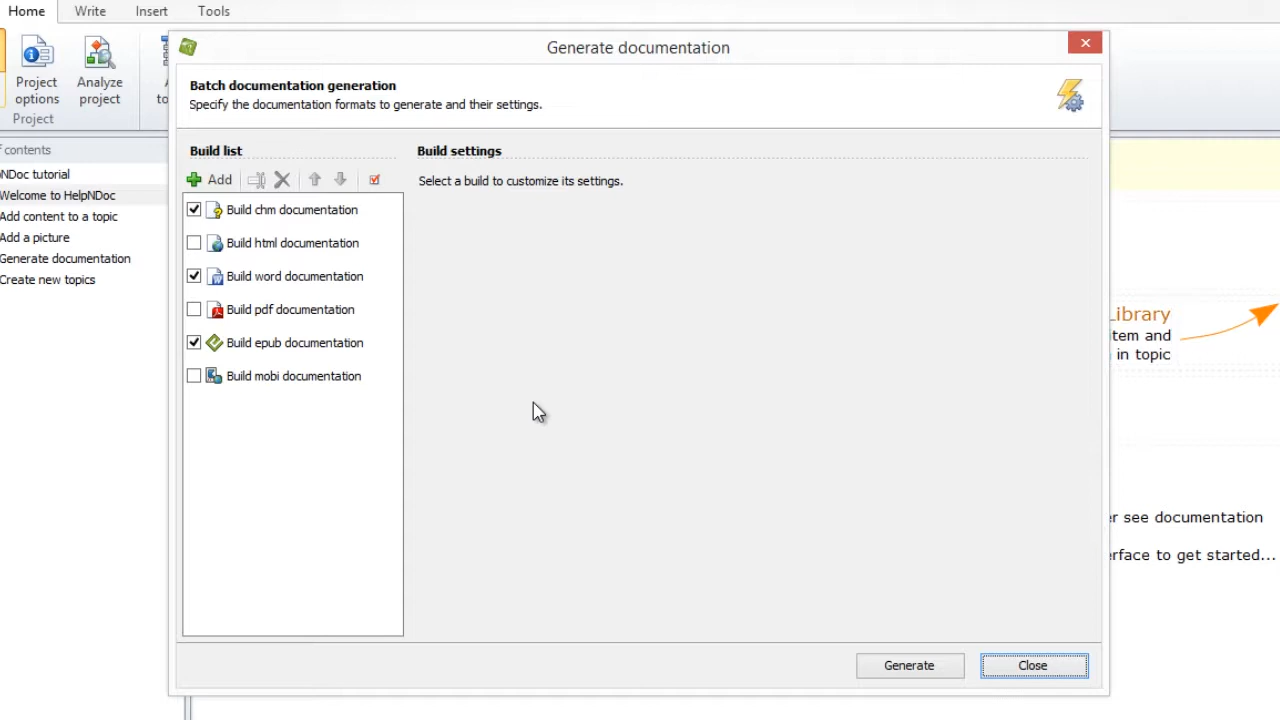 Home Write Insert Tools
Generate documentation
Project options
Analyze project
to
Project
Batch documentation generation
Specify the documentation formats to generate and their settings.
contents
NDoc tutorial
Welcome to HelpNDoc
Add content to a topic
Add a picture
Generate documentation
Create new topics
Build list
Add
Build chm documentation
Build html documentation
Build word documentation
Build pdf documentation
Build epub documentation
Build mobi documentation
Build settings
Select a build to customize its settings.
Library
item and
in topic
er see documentation
erface to get started...
Generate Close